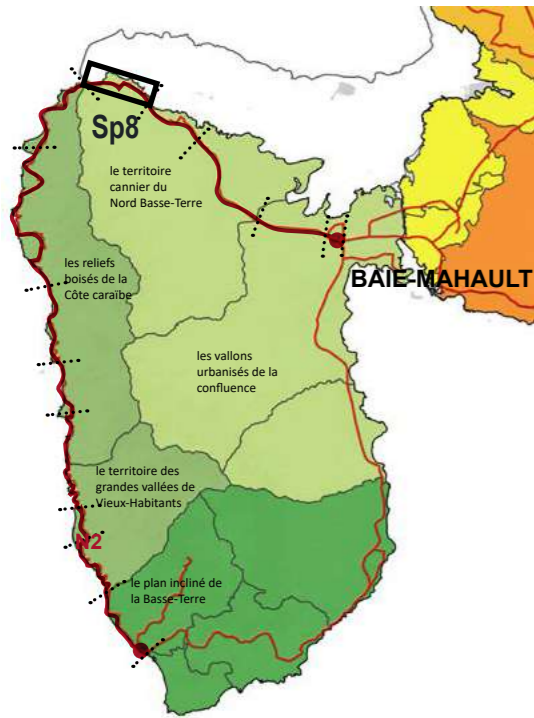 Sp8
le territoire
cannier du
Nord Basse-Terre
les reliefs
boisés de la
Côte caraïbe
BAIE-MAHAULT
les vallons
urbanisés de la
confluence
le territoire des
grandes vallées de
Vieux-Habitants
N2
le plan incliné de
la Basse-Terre